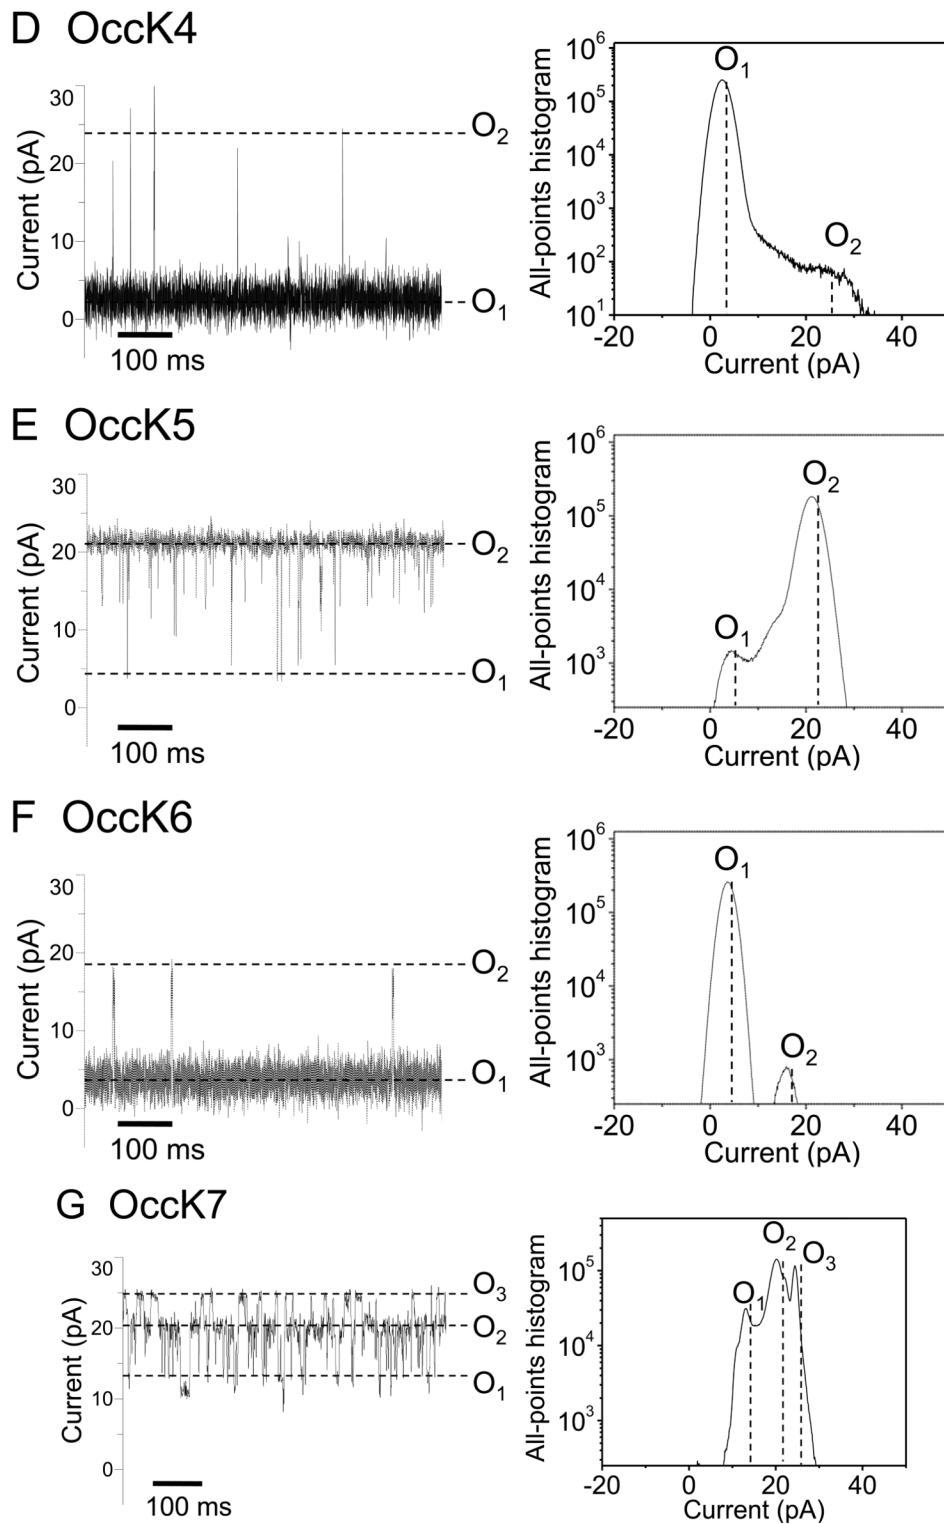 D OccK4
Current (pA)
30
20
10
0
O2
O1
100 ms
All-points histogram
10^6
10^5
10^4
10^3
10^2
10^1
O1
O2
-20 0 20 40
Current (pA)
E OccK5
Current (pA)
30
20
10
0
O2
O1
100 ms
All-points histogram
10^6
10^5
10^4
10^3
O1
O2
-20 0 20 40
Current (pA)
F OccK6
Current (pA)
30
20
10
0
O2
O1
100 ms
All-points histogram
10^6
10^5
10^4
10^3
O1
O2
-20 0 20 40
Current (pA)
G OccK7
Current (pA)
30
20
10
0
O3
O2
O1
100 ms
All-points histogram
10^5
10^4
10^3
O1
O2
O3
-20 0 20 40
Current (pA)